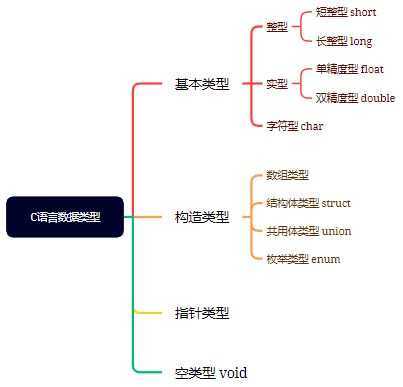 C语言数据类型
基本类型
整型
短整型 short
长整型 long
实型
单精度型 float
双精度型 double
字符型 char
构造类型
数组类型
结构体类型 struct
共用体类型 union
枚举类型 enum
指针类型
空类型 void